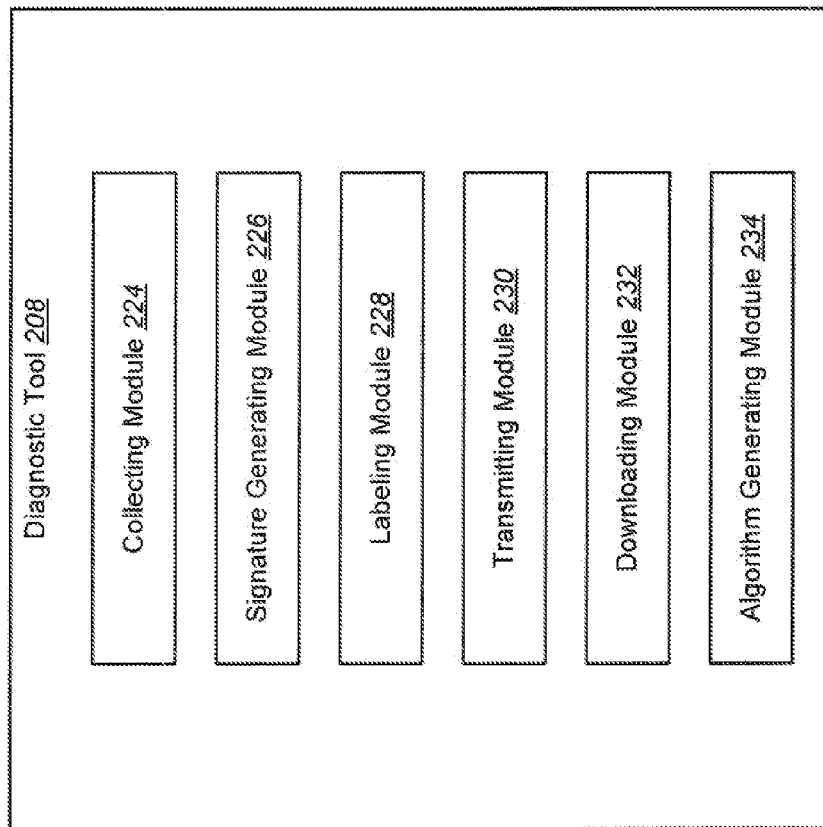 Diagnostic Tool 208
Collecting Module 224
Signature Generating Module 226
Labeling Module 228
Transmitting Module 230
Downloading Module 232
Algorithm Generating Module 234